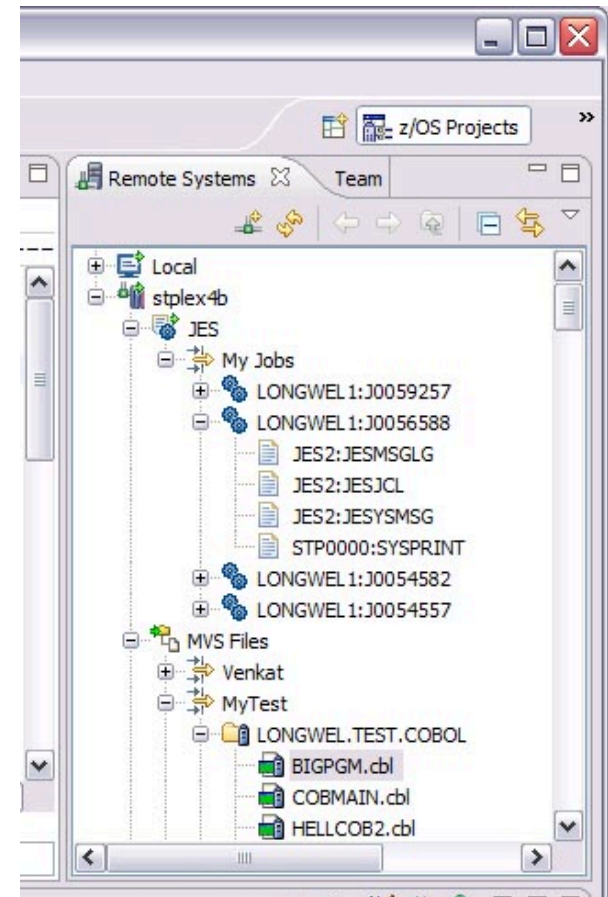 z/OS Projects
»
Remote Systems
Team
Local
stplex4b
JES
My Jobs
LONGWEL1:J0059257
LONGWEL1:J0056588
JES2:JESMSGLG
JES2:JESJCL
JES2:JESYSMSG
STP0000:SYSPRINT
LONGWEL1:J0054582
LONGWEL1:J0054557
MVS Files
Venkat
MyTest
LONGWEL.TEST.COBOL
BIGPGM.cbl
COBMAIN.cbl
HELLCOB2.cbl